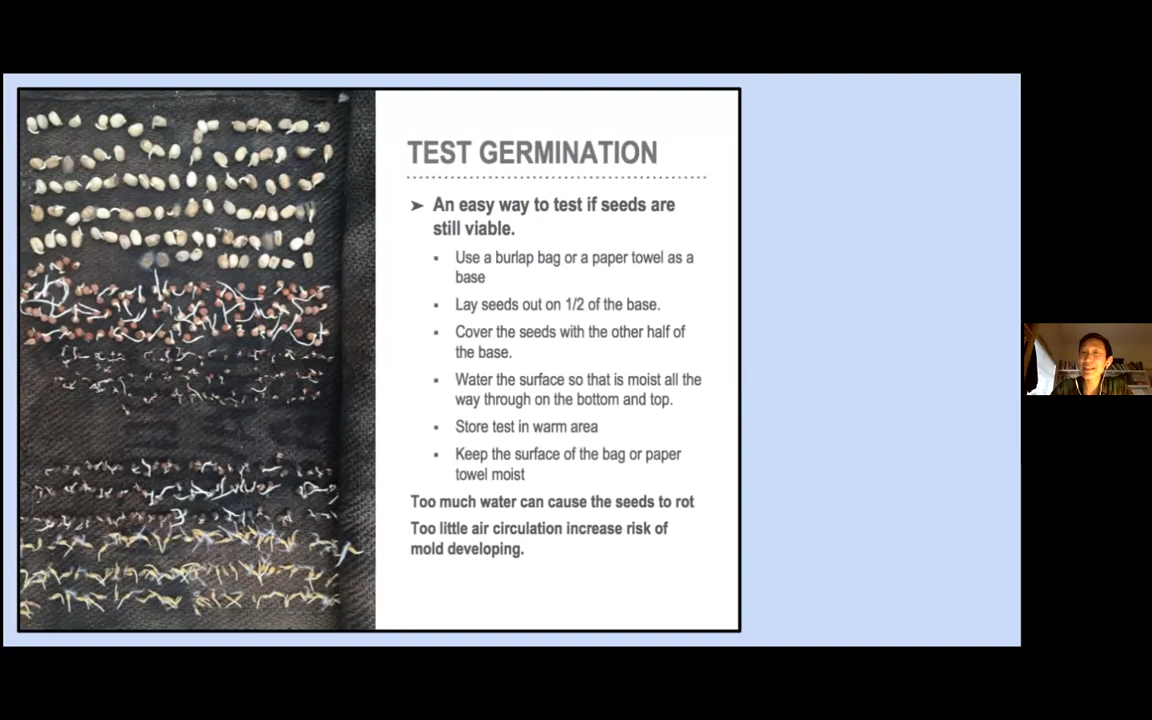 TEST GERMINATION
➤ An easy way to test if seeds are
still viable.
▪ Use a burlap bag or a paper towel as a
base
▪ Lay seeds out on 1/2 of the base.
▪ Cover the seeds with the other half of
the base.
▪ Water the surface so that is moist all the
way through on the bottom and top.
▪ Store test in warm area
▪ Keep the surface of the bag or paper
towel moist
Too much water can cause the seeds to rot
Too little air circulation increase risk of
mold developing.